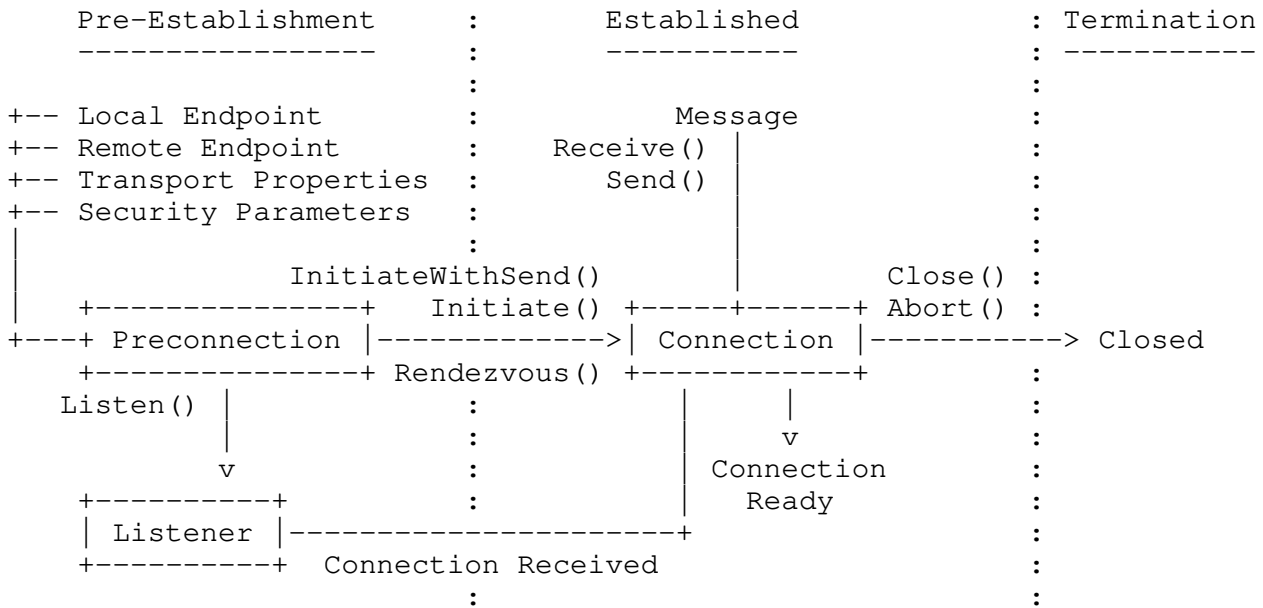 Pre-Establishment : Established : Termination
----------------- : ----------- : -----------
: :
+-- Local Endpoint : Message :
+-- Remote Endpoint : Receive() | :
+-- Transport Properties : Send() | :
+-- Security Parameters : | :
| : | :
| InitiateWithSend() | Close() :
| +---------------+ Initiate() +-----+------+ Abort() :
+---+ Preconnection |------------->| Connection |-----------> Closed
+---------------+ Rendezvous() +------------+ :
Listen() | : | | :
| : | v :
v : | Connection :
+----------+ : | Ready :
| Listener |----------------------+ :
+----------+ Connection Received :
: :